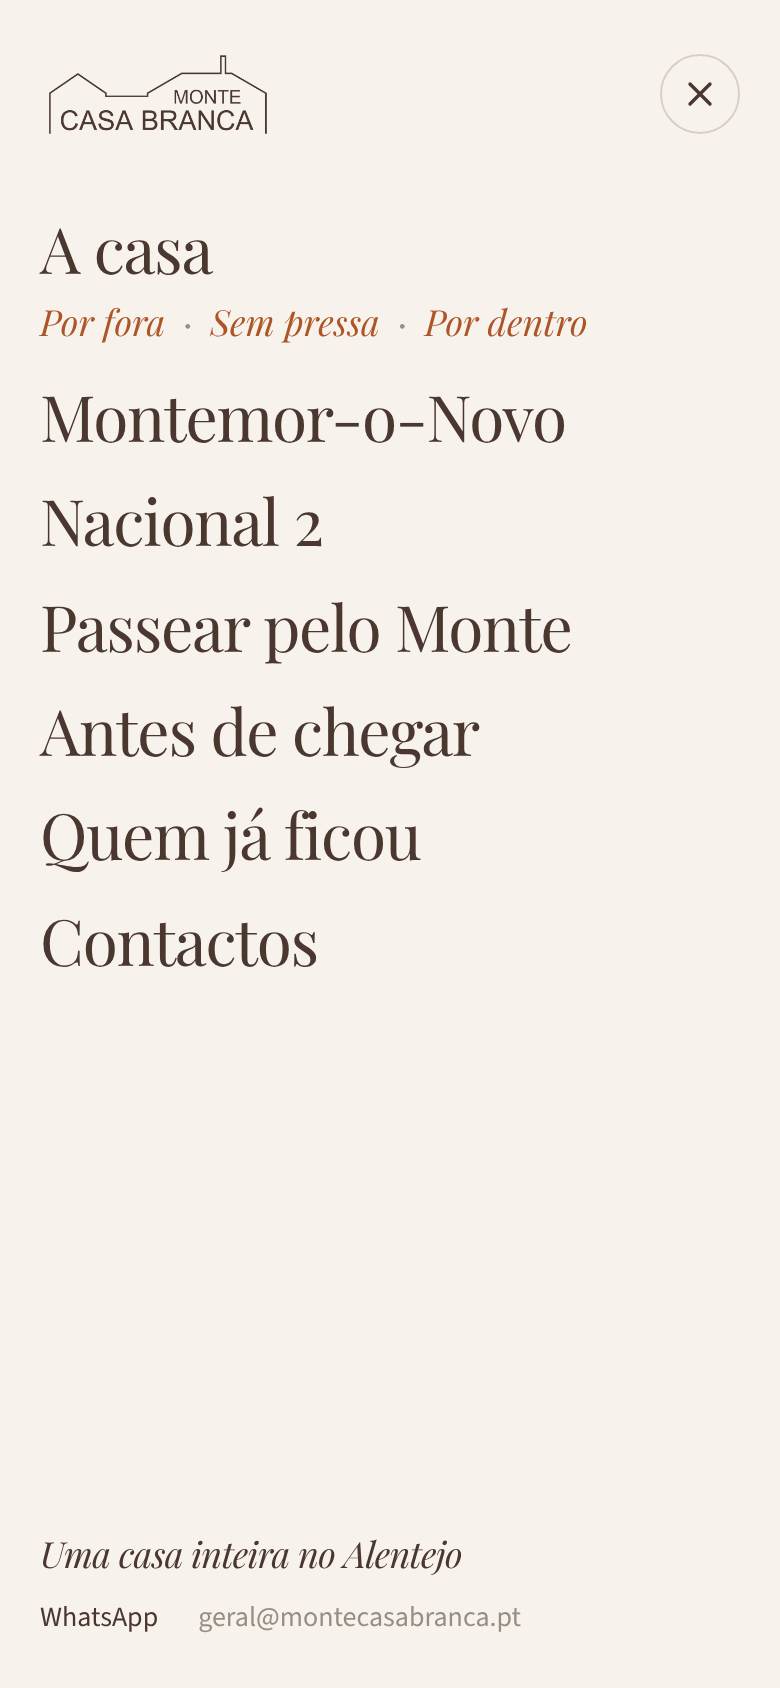 MONTE
CASA BRANCA
A casa
Por fora · Sem pressa · Por dentro
Montemor-o-Novo
Nacional 2
Passear pelo Monte
Antes de chegar
Quem já ficou
Contactos
Uma casa inteira no Alentejo
WhatsApp geral@montecasabranca.pt